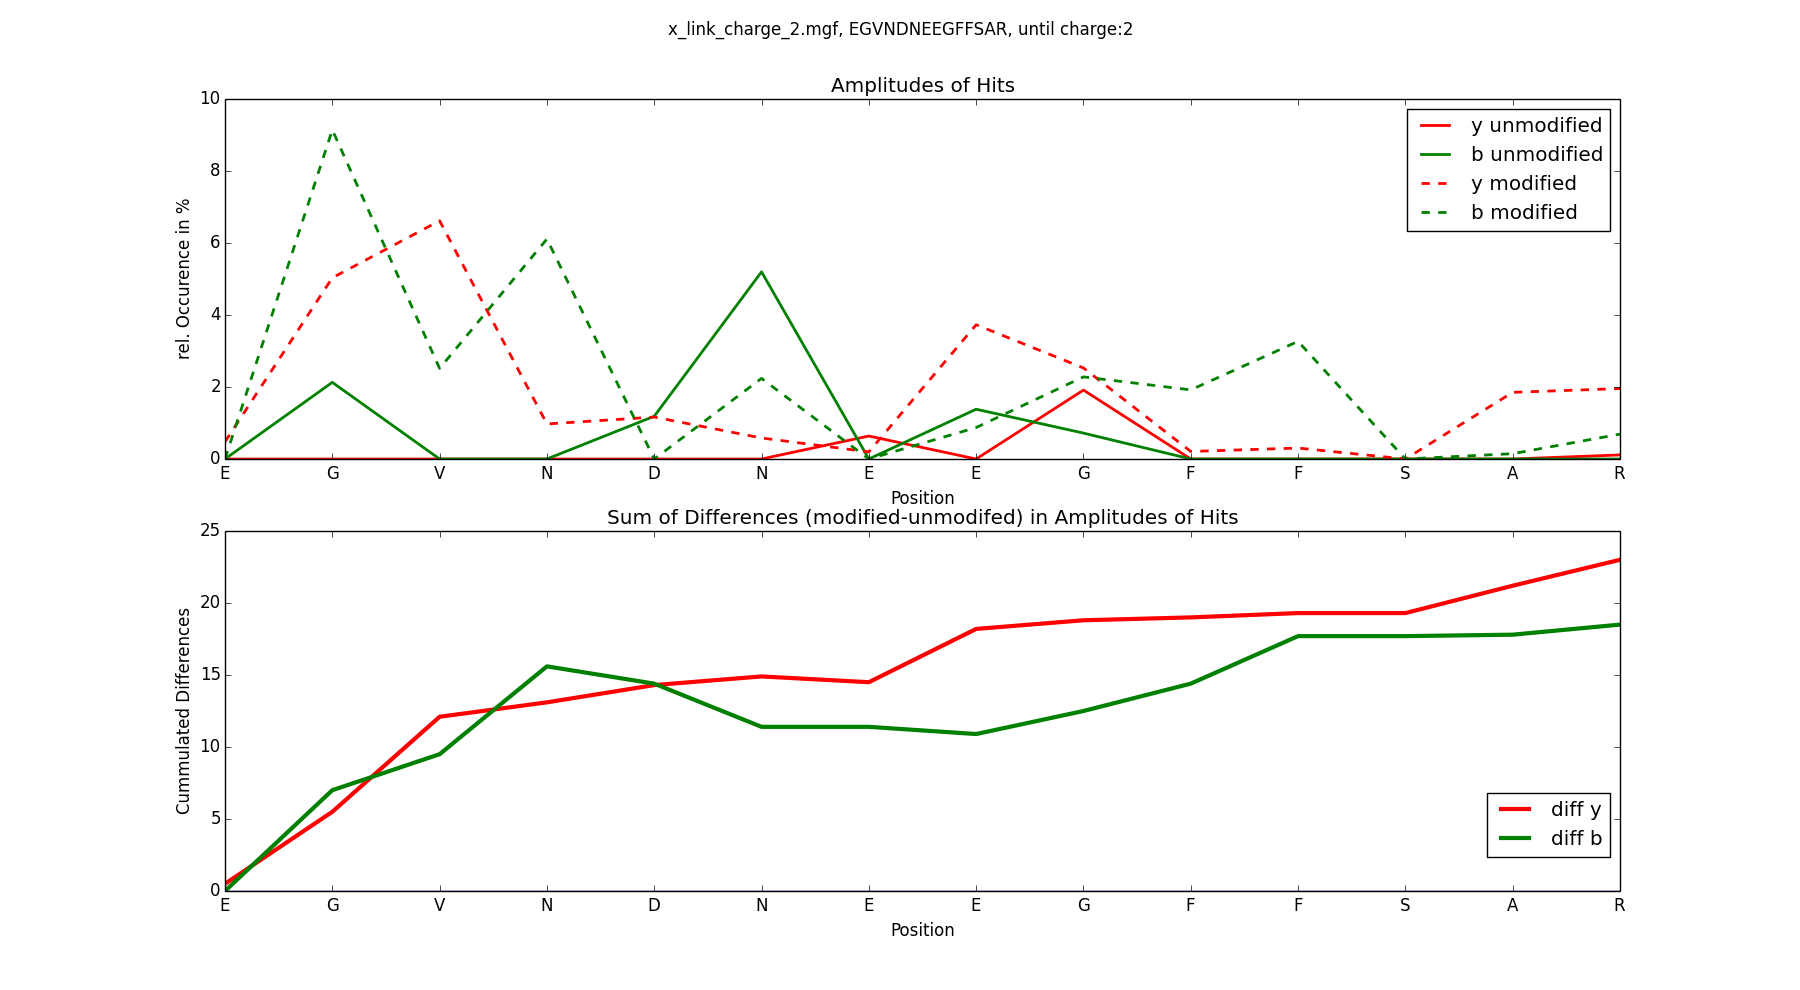 x_link_charge_2.mgf, EGVNDNEEGFFSAR, until charge:2
Amplitudes of Hits
10
8
6
4
2
0
rel. Occurence in %
y unmodified
b unmodified
y modified
b modified
E G V N D N E E G F F S A R
Position
Sum of Differences (modified-unmodifed) in Amplitudes of Hits
25
20
15
10
5
0
Cummulated Differences
diff y
diff b
E G V N D N E E G F F S A R
Position